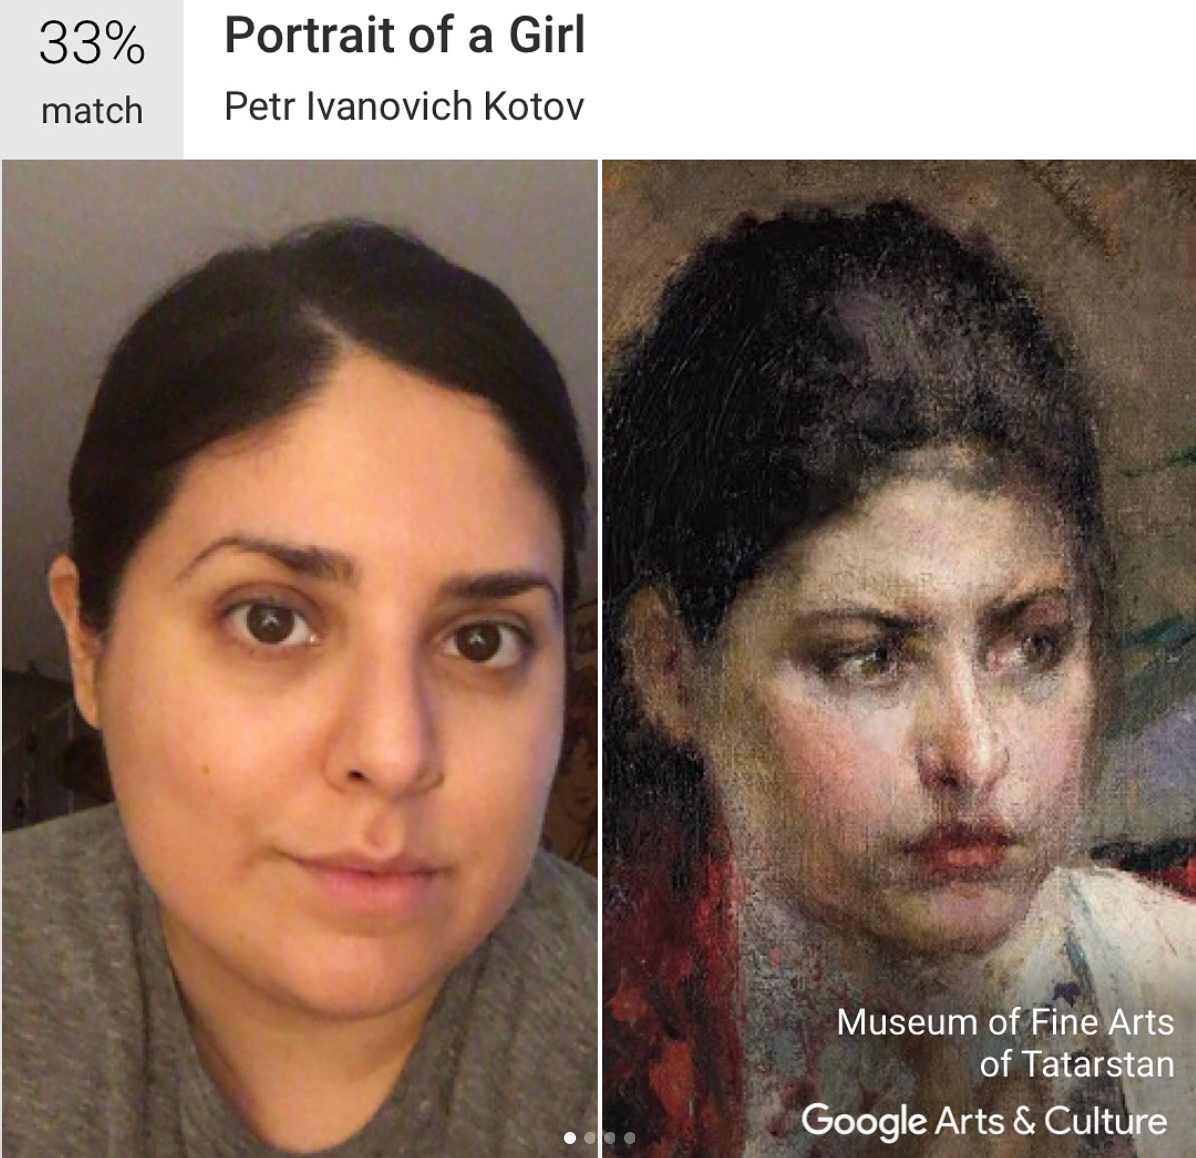 33%
match
Portrait of a Girl
Petr Ivanovich Kotov
Museum of Fine Arts
of Tatarstan
Google Arts & Culture